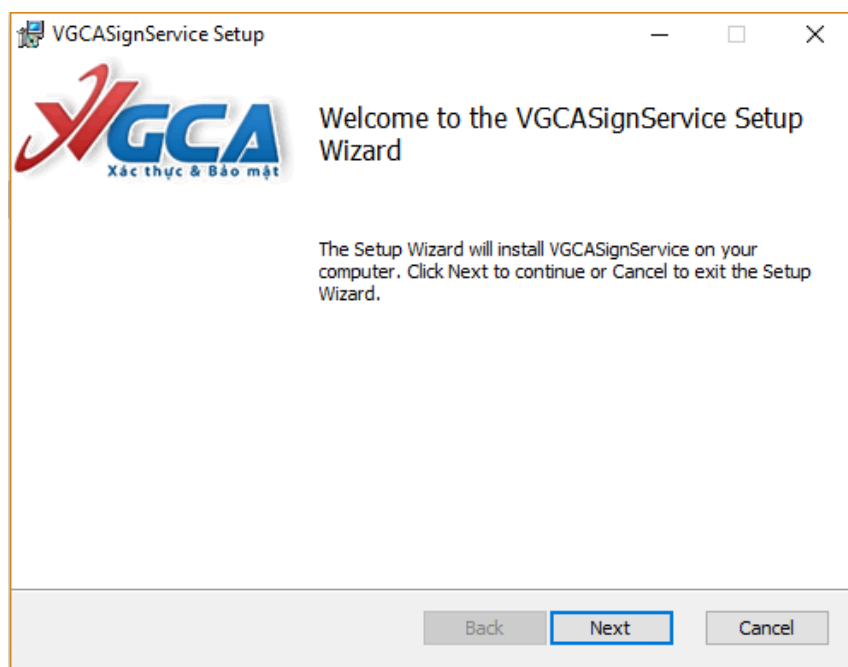 VGCASignService Setup
VGCA
Xác thực & Bảo mật
Welcome to the VGCASignService Setup
Wizard
The Setup Wizard will install VGCASignService on your
computer. Click Next to continue or Cancel to exit the Setup
Wizard.
Back
Next
Cancel